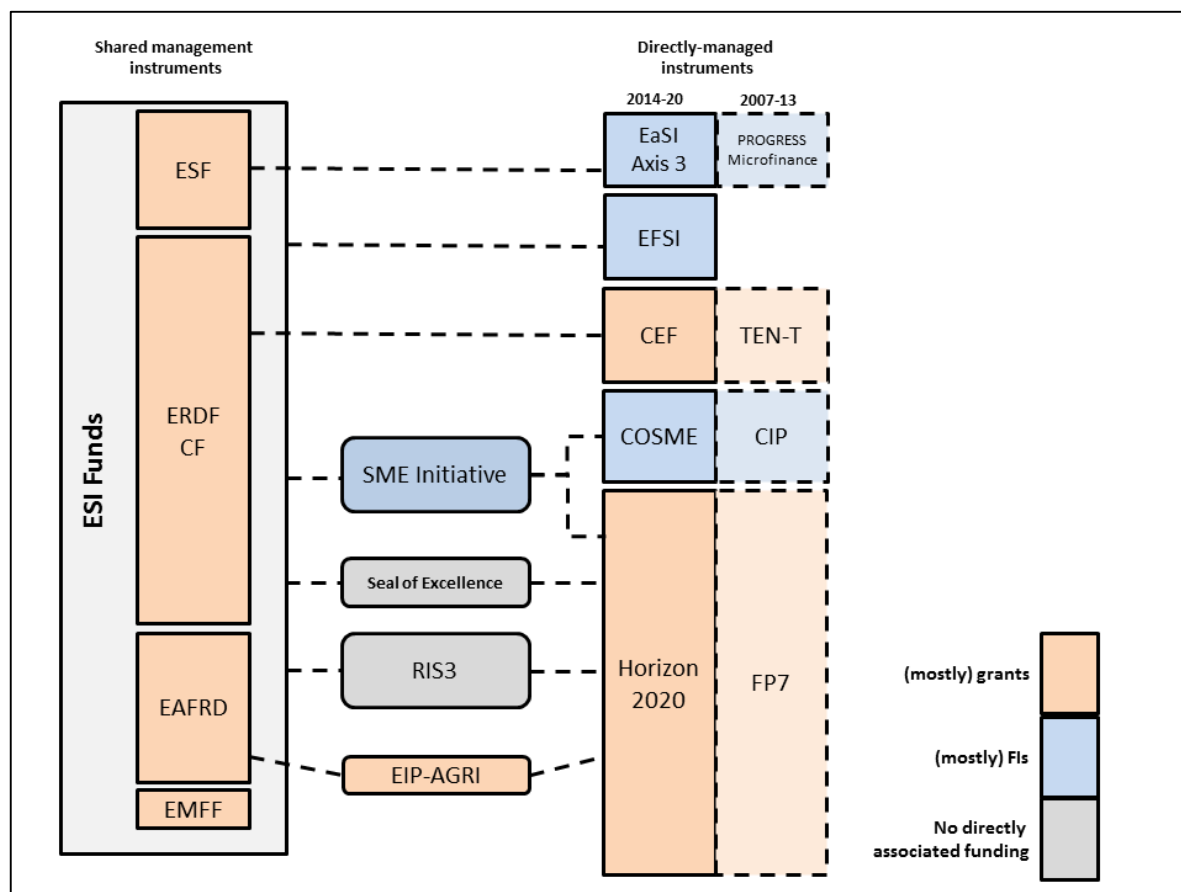 Shared management
instruments
Directly-managed
instruments
2014-20
2007-13
ESI Funds
ESF
EaSI
Axis 3
PROGRESS
Microfinance
EFSI
ERDF
CF
CEF
TEN-T
COSME
CIP
SME Initiative
Seal of Excellence
RIS3
Horizon
2020
FP7
EAFRD
EIP-AGRI
EMFF
(mostly) grants
(mostly) FIs
No directly
associated funding